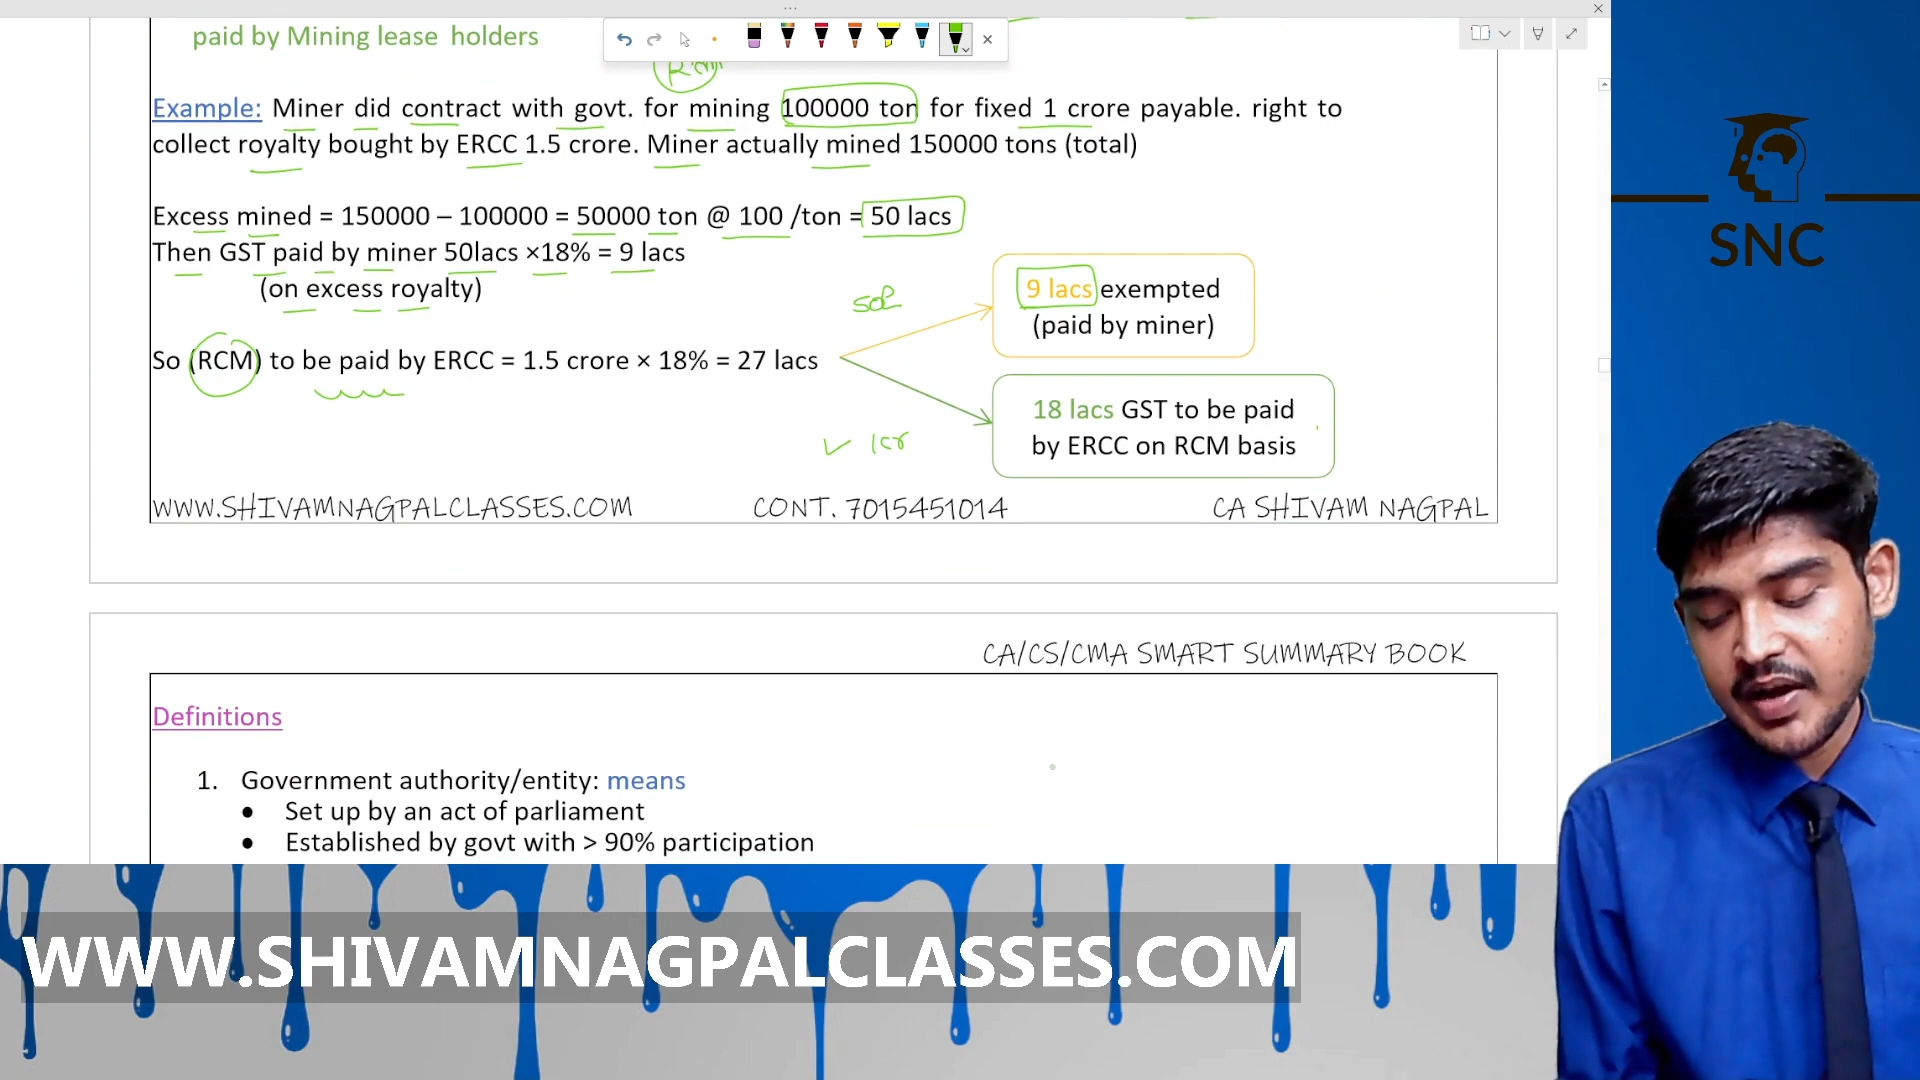 paid by Mining lease holders
RCM
Example: Miner did contract with govt. for mining 100000 ton for fixed 1 crore payable. right to
collect royalty bought by ERCC 1.5 crore. Miner actually mined 150000 tons (total)
Excess mined = 150000 – 100000 = 50000 ton @ 100 /ton = 50 lacs
Then GST paid by miner 50lacs ×18% = 9 lacs
(on excess royalty)
50L
9 lacs exempted
(paid by miner)
So (RCM) to be paid by ERCC = 1.5 crore × 18% = 27 lacs
18 lacs GST to be paid
by ERCC on RCM basis
1cr
WWW.SHIVAMNAGPALCLASSES.COM CONT. 7015451014 CA SHIVAM NAGPAL
CA/CS/CMA SMART SUMMARY BOOK
Definitions
1. Government authority/entity: means
• Set up by an act of parliament
• Established by govt with > 90% participation
SNC
WWW.SHIVAMNAGPALCLASSES.COM